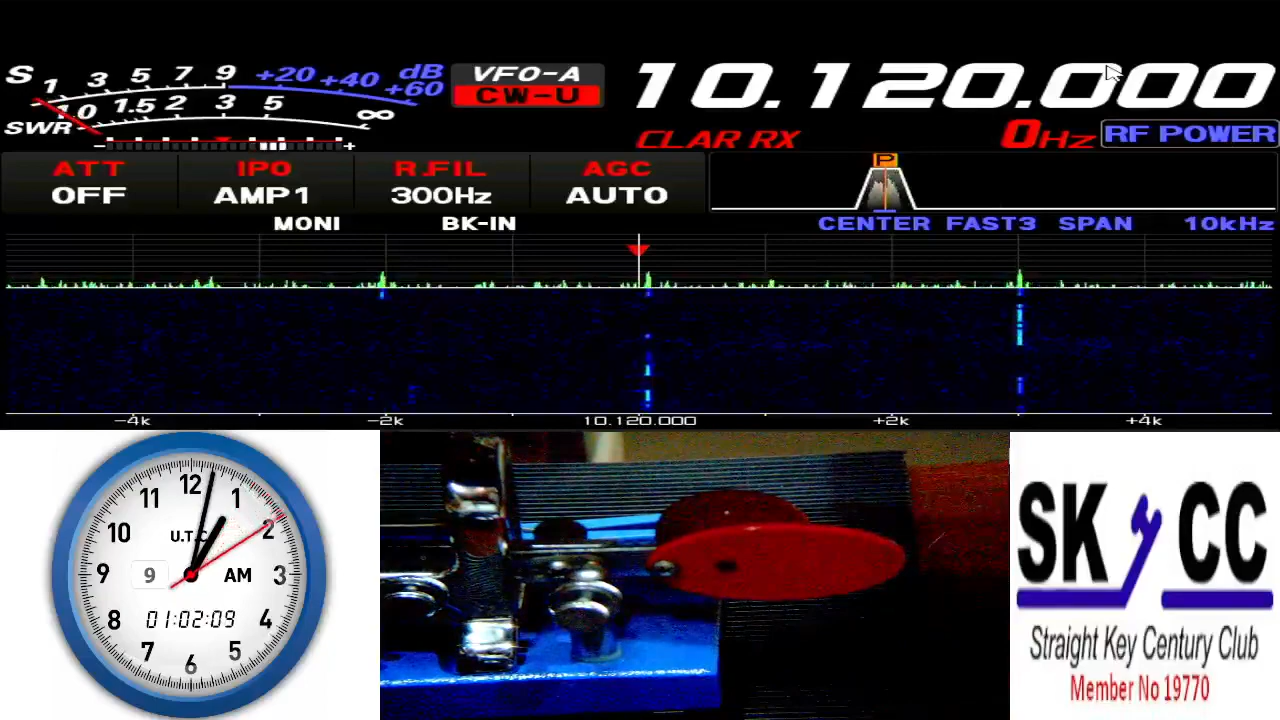 S 1 3 5 7 9 +20 +40 +60 dB
SWR 1.0 1.5 2 3 5 ∞
- +
VFO-A
CW-U
10.120.000
CLAR RX 0Hz RF POWER
ATT IPO R.FIL AGC
OFF AMP1 300Hz AUTO
P
MONI BK-IN CENTER FAST3 SPAN 10kHz
-4k -2k 10.120.000 +2k +4k
12 1 2 3 4 5 6 7 8 9 10 11
U.T.C
9 AM
01:02:09
SK CC
Straight Key Century Club
Member No 19770